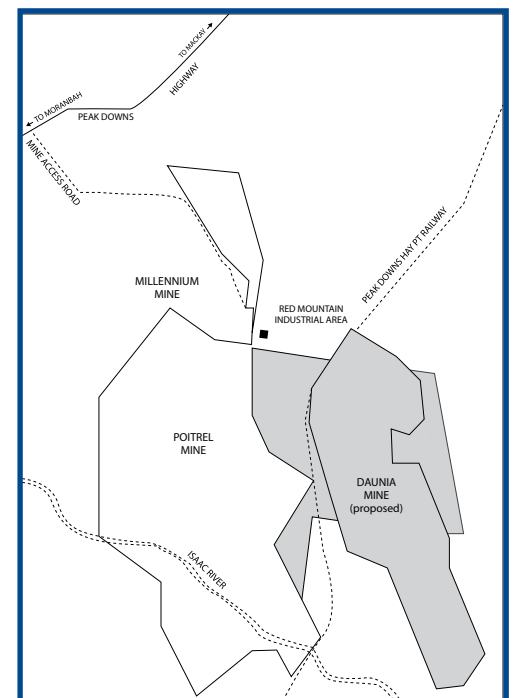 TO MACKAY
HIGHWAY
TO MORANBAH
PEAK DOWNS
MINE ACCESS ROAD
PEAK DOWNS HAY PT RAILWAY
MILLENNIUM
MINE
RED MOUNTAIN
INDUSTRIAL AREA
POITREL
MINE
DAUNIA
MINE
(proposed)
ISAAC RIVER